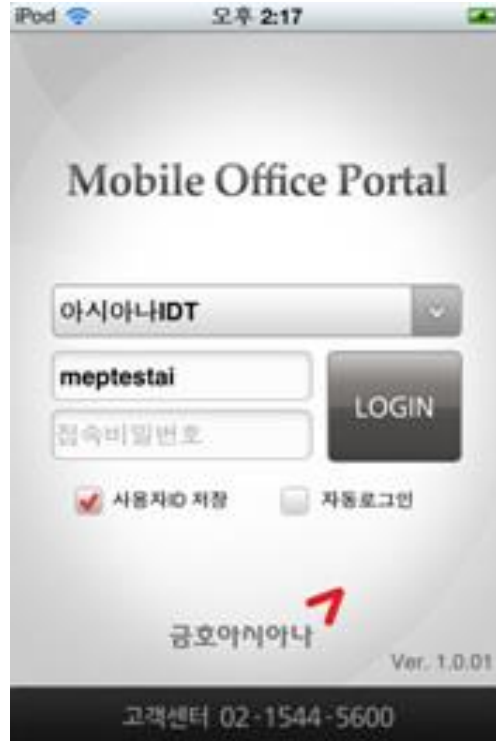 iPod 오후 2:17
Mobile Office Portal
아시아나IDT
meptestai
LOGIN
접속비밀번호
사용자ID 저장 자동로그인
금호아시아나
Ver. 1.0.01
고객센터 02-1544-5600